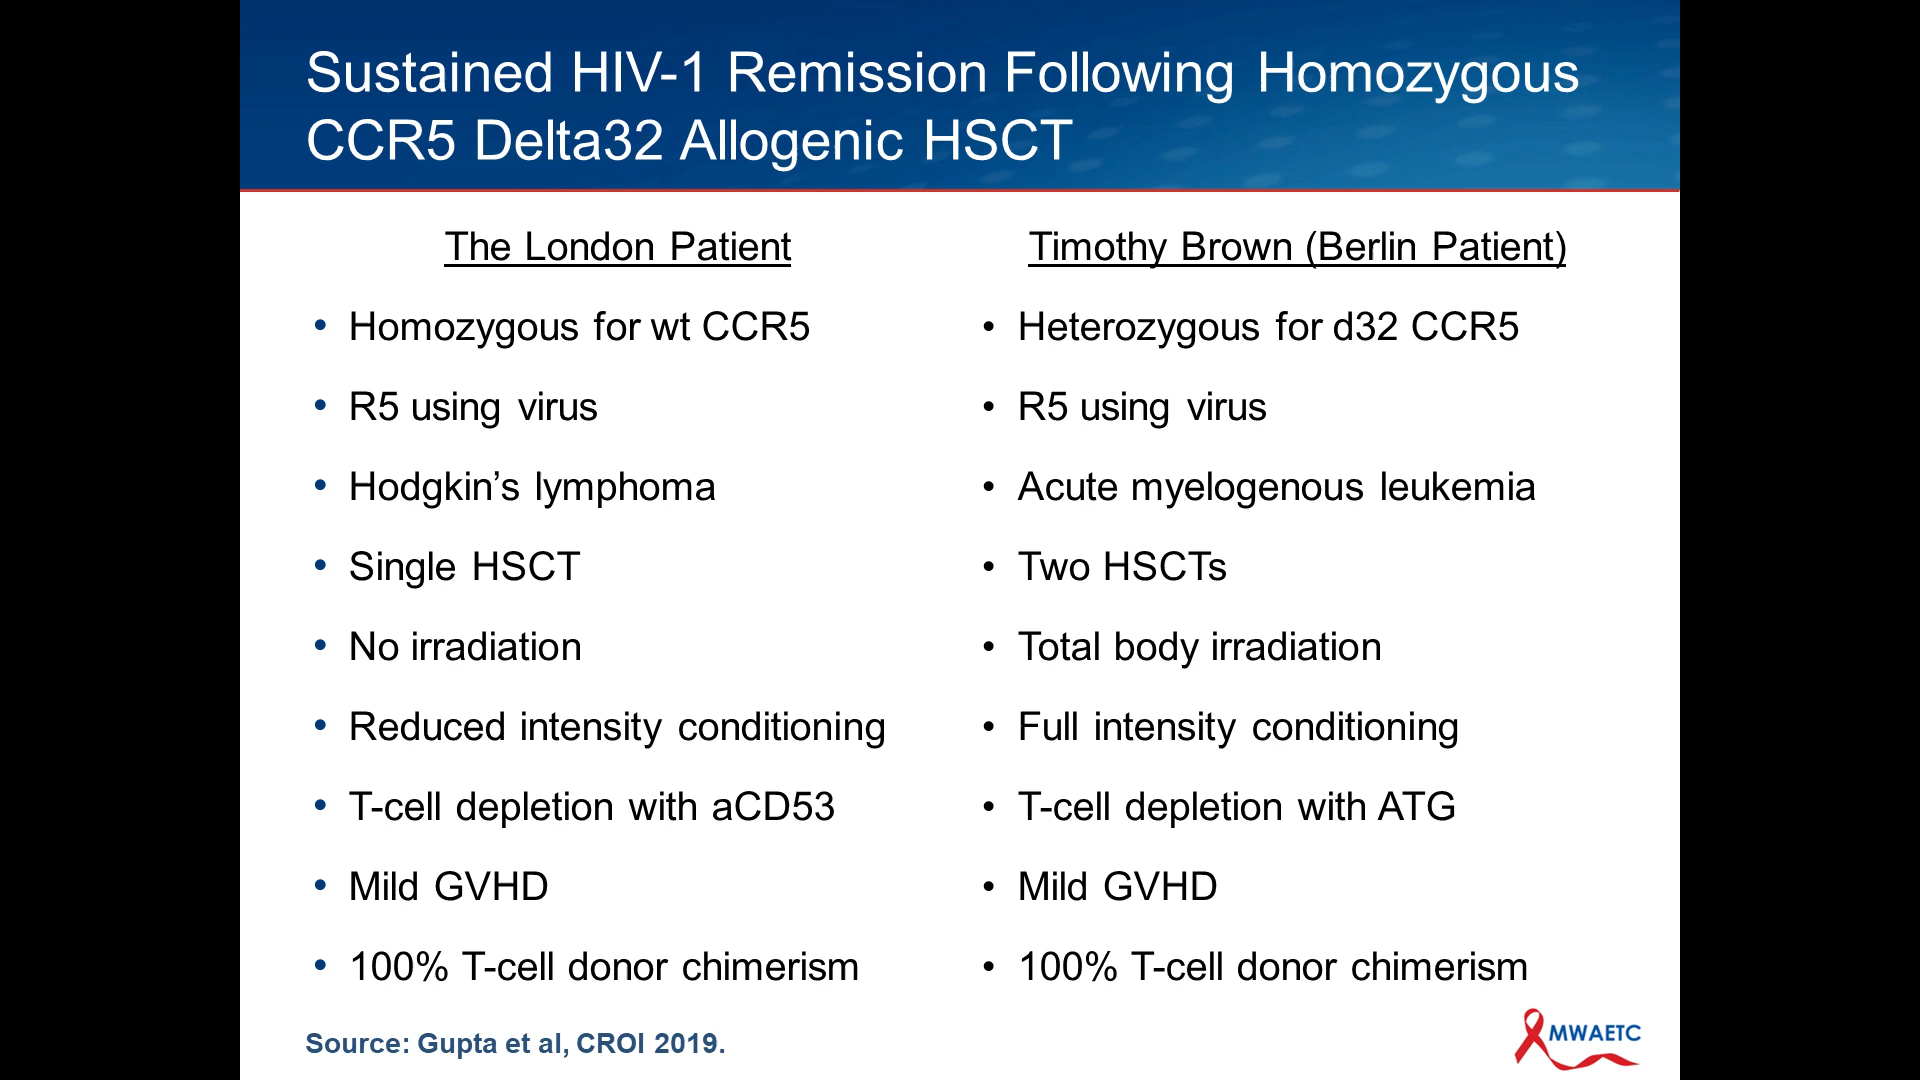 Sustained HIV-1 Remission Following Homozygous
CCR5 Delta32 Allogenic HSCT
The London Patient
• Homozygous for wt CCR5
• R5 using virus
• Hodgkin’s lymphoma
• Single HSCT
• No irradiation
• Reduced intensity conditioning
• T-cell depletion with aCD53
• Mild GVHD
• 100% T-cell donor chimerism
Timothy Brown (Berlin Patient)
• Heterozygous for d32 CCR5
• R5 using virus
• Acute myelogenous leukemia
• Two HSCTs
• Total body irradiation
• Full intensity conditioning
• T-cell depletion with ATG
• Mild GVHD
• 100% T-cell donor chimerism
Source: Gupta et al, CROI 2019.
MWAETC